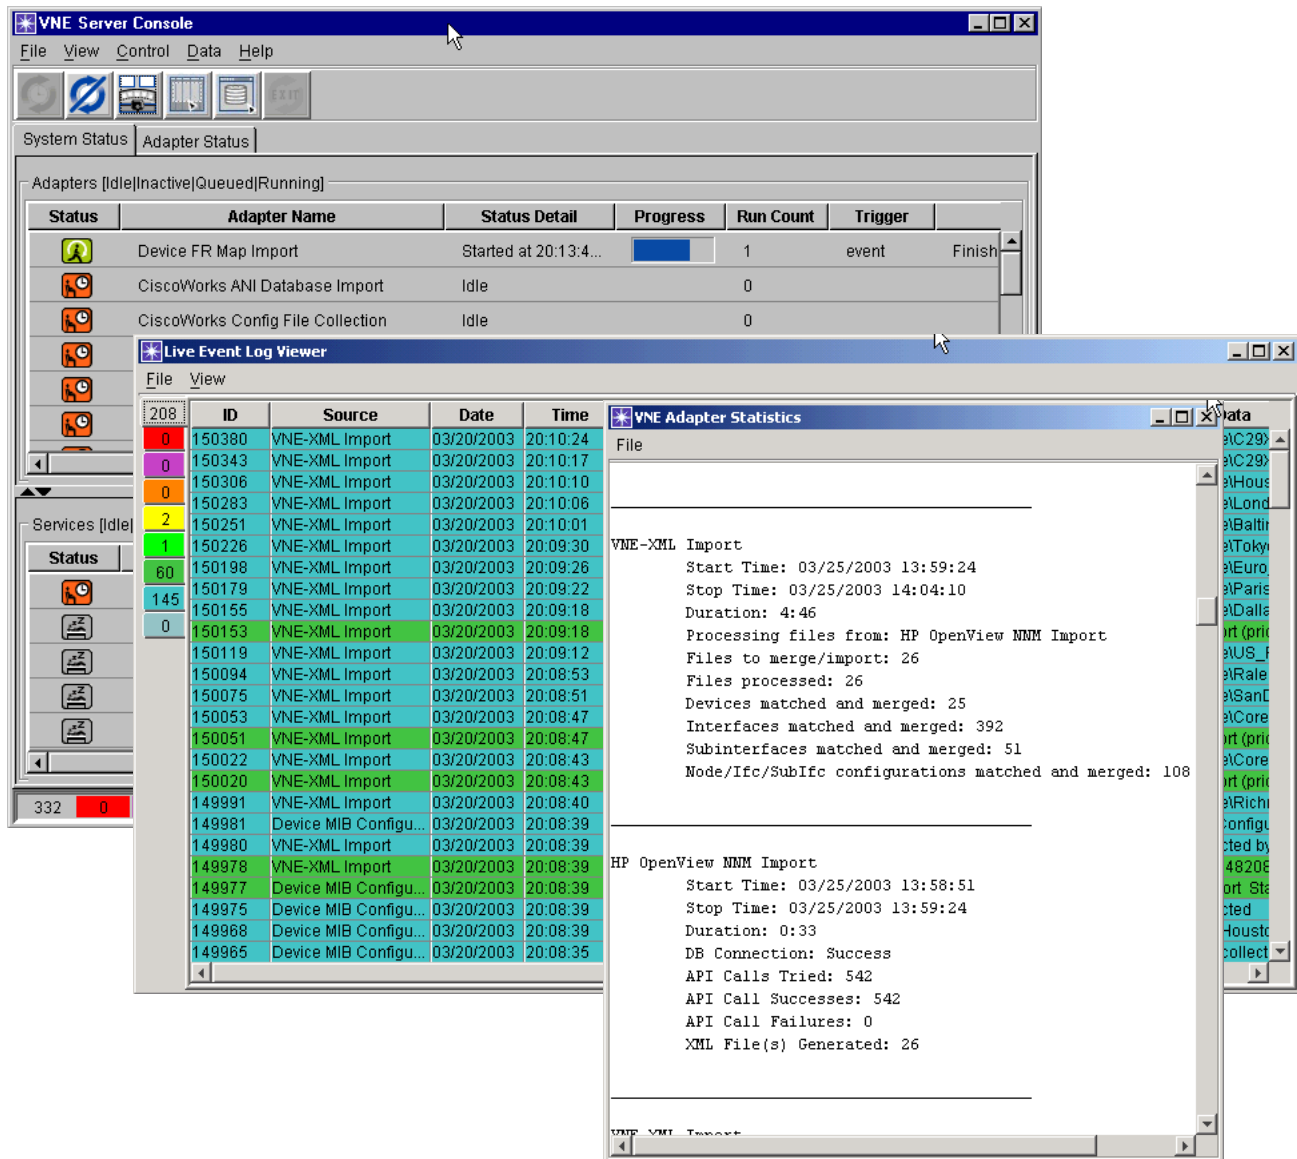 VNE Server Console
File View Control Data Help
EXIT
System Status Adapter Status
Adapters [Idle|Inactive|Queued|Running]
Status Adapter Name Status Detail Progress Run Count Trigger
Device FR Map Import Started at 20:13:4... 1 event Finish
CiscoWorks ANI Database Import Idle 0
CiscoWorks Config File Collection Idle 0
Services [Idle|
Status
332 0
Live Event Log Viewer
File View
208 ID Source Date Time
0
0
0
2
1
60
145
0
150380 VNE-XML Import 03/20/2003 20:10:24
150343 VNE-XML Import 03/20/2003 20:10:17
150306 VNE-XML Import 03/20/2003 20:10:10
150283 VNE-XML Import 03/20/2003 20:10:06
150251 VNE-XML Import 03/20/2003 20:10:01
150226 VNE-XML Import 03/20/2003 20:09:30
150198 VNE-XML Import 03/20/2003 20:09:26
150179 VNE-XML Import 03/20/2003 20:09:22
150155 VNE-XML Import 03/20/2003 20:09:18
150153 VNE-XML Import 03/20/2003 20:09:18
150119 VNE-XML Import 03/20/2003 20:09:12
150094 VNE-XML Import 03/20/2003 20:08:53
150075 VNE-XML Import 03/20/2003 20:08:51
150053 VNE-XML Import 03/20/2003 20:08:47
150051 VNE-XML Import 03/20/2003 20:08:47
150022 VNE-XML Import 03/20/2003 20:08:43
150020 VNE-XML Import 03/20/2003 20:08:43
149991 VNE-XML Import 03/20/2003 20:08:40
149981 Device MIB Configu... 03/20/2003 20:08:39
149980 VNE-XML Import 03/20/2003 20:08:39
149978 VNE-XML Import 03/20/2003 20:08:39
149977 Device MIB Configu... 03/20/2003 20:08:39
149975 Device MIB Configu... 03/20/2003 20:08:39
149968 Device MIB Configu... 03/20/2003 20:08:39
149965 Device MIB Configu... 03/20/2003 20:08:35
VNE Adapter Statistics
File
VNE-XML Import
Start Time: 03/25/2003 13:59:24
Stop Time: 03/25/2003 14:04:10
Duration: 4:46
Processing files from: HP OpenView NNM Import
Files to merge/import: 26
Files processed: 26
Devices matched and merged: 25
Interfaces matched and merged: 392
Subinterfaces matched and merged: 51
Node/Ifc/SubIfc configurations matched and merged: 108
HP OpenView NNM Import
Start Time: 03/25/2003 13:58:51
Stop Time: 03/25/2003 13:59:24
Duration: 0:33
DB Connection: Success
API Calls Tried: 542
API Call Successes: 542
API Call Failures: 0
XML File(s) Generated: 26
VNE XML Import